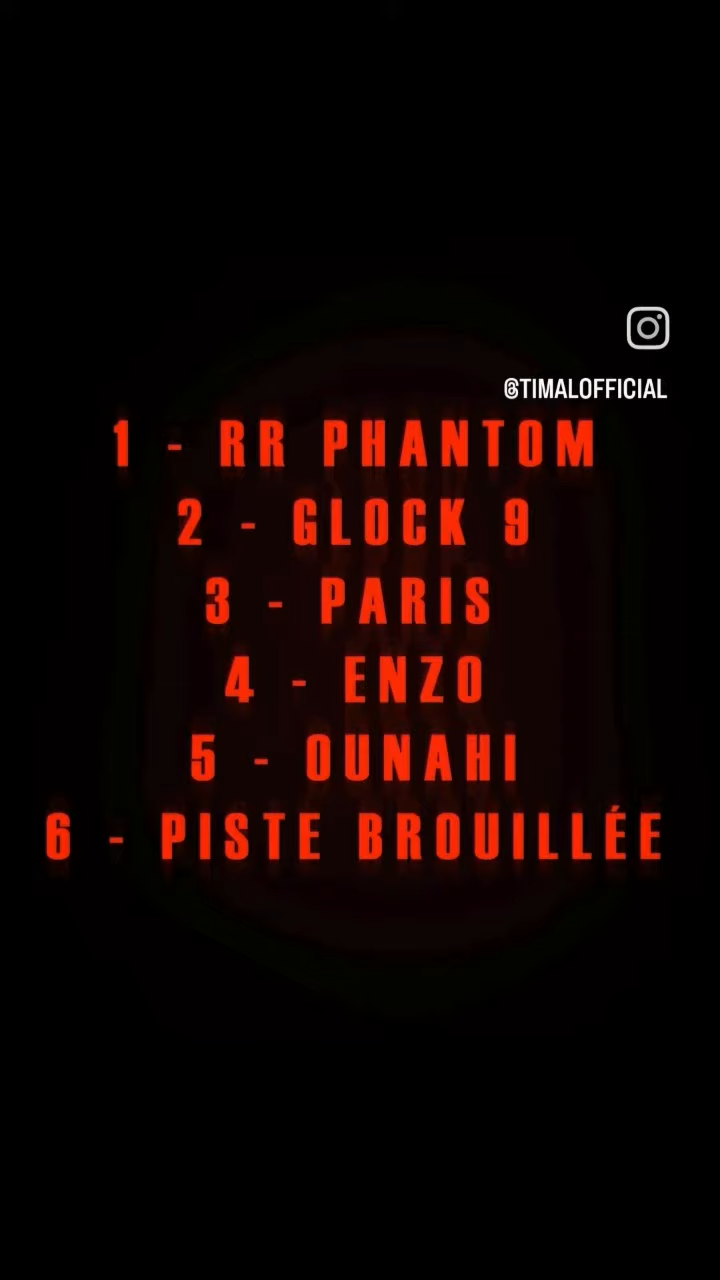 @TIMALOFFICIAL
1 - RR PHANTOM
2 - GLOCK 9
3 - PARIS
4 - ENZO
5 - OUNAHI
6 - PISTE BROUILLÉE